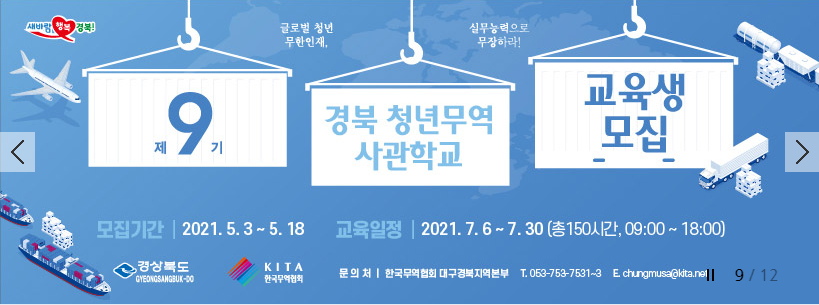 새바람, 행복 경북!
글로벌 청년
무한인재,
실무능력으로
무장하라!
제 9 기
경북 청년무역
사관학교
교육생
모집
모집기간 | 2021. 5. 3 ~ 5. 18 교육일정 | 2021. 7. 6 ~ 7. 30 (총150시간, 09:00 ~ 18:00)
경상북도
GYEONGSANGBUK-DO
KITA
한국무역협회
문 의 처 | 한국무역협회 대구경북지역본부 T. 053-753-7531~3 E. chungmusa@kita.net
9 / 12